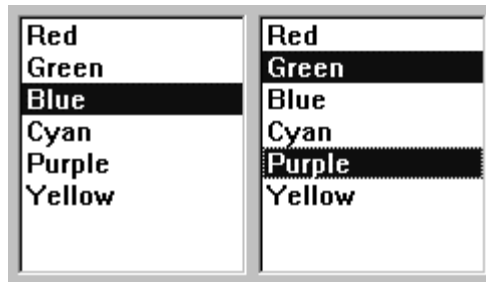 Red
Green
Blue
Cyan
Purple
Yellow
Red
Green
Blue
Cyan
Purple
Yellow